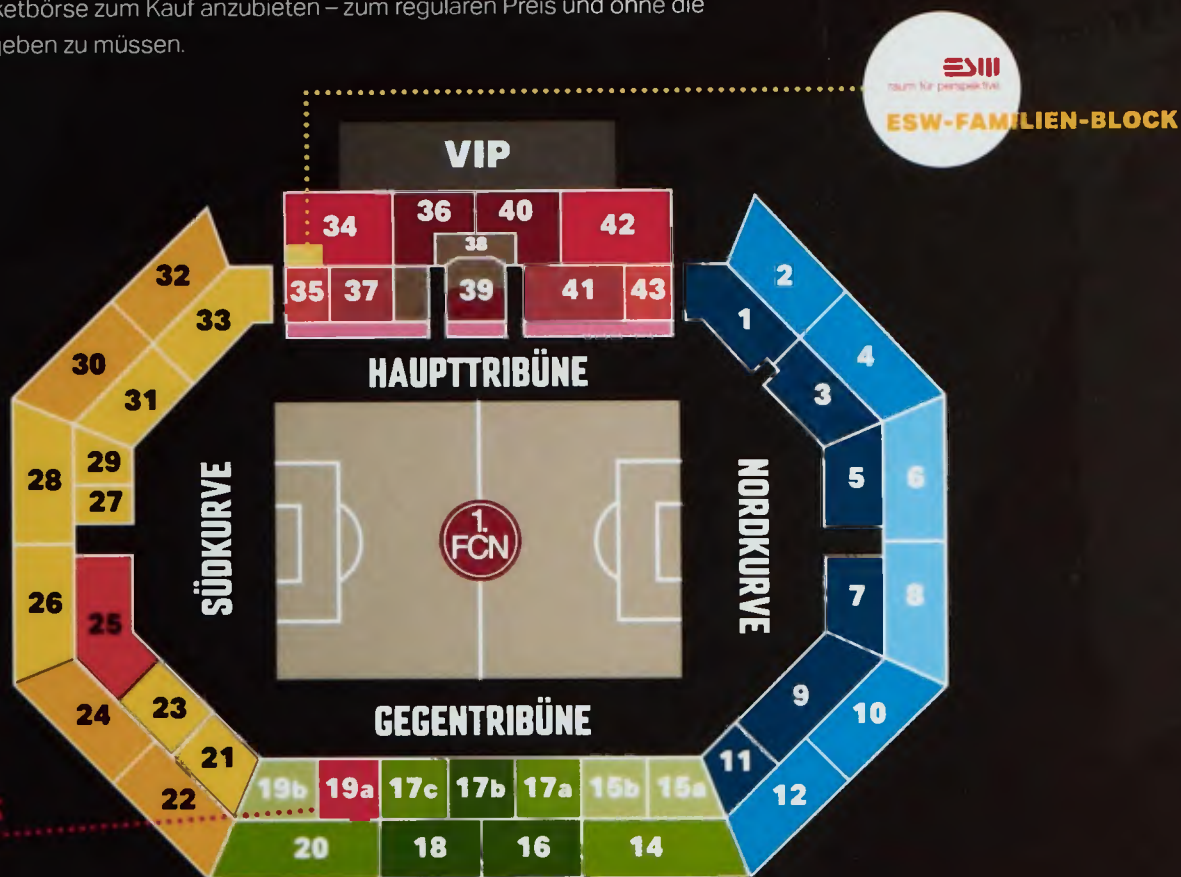 ketbörse zum Kauf anzubieten – zum regulären Preis und ohne die
geben zu müssen.
ESW
raum für perspektive.
ESW-FAMILIEN-BLOCK
VIP
34 36 40 42
38
35 37 39 41 43
32
33
30
31
28
29
27
26
25
24
23
21
22
2
1
4
3
6
5
8
7
9
10
11
12
HAUPTTRIBÜNE
SÜDKURVE
1.
FCN
NORDKURVE
GEGENTRIBÜNE
19b 19a 17c 17b 17a 15b 15a
20 18 16 14